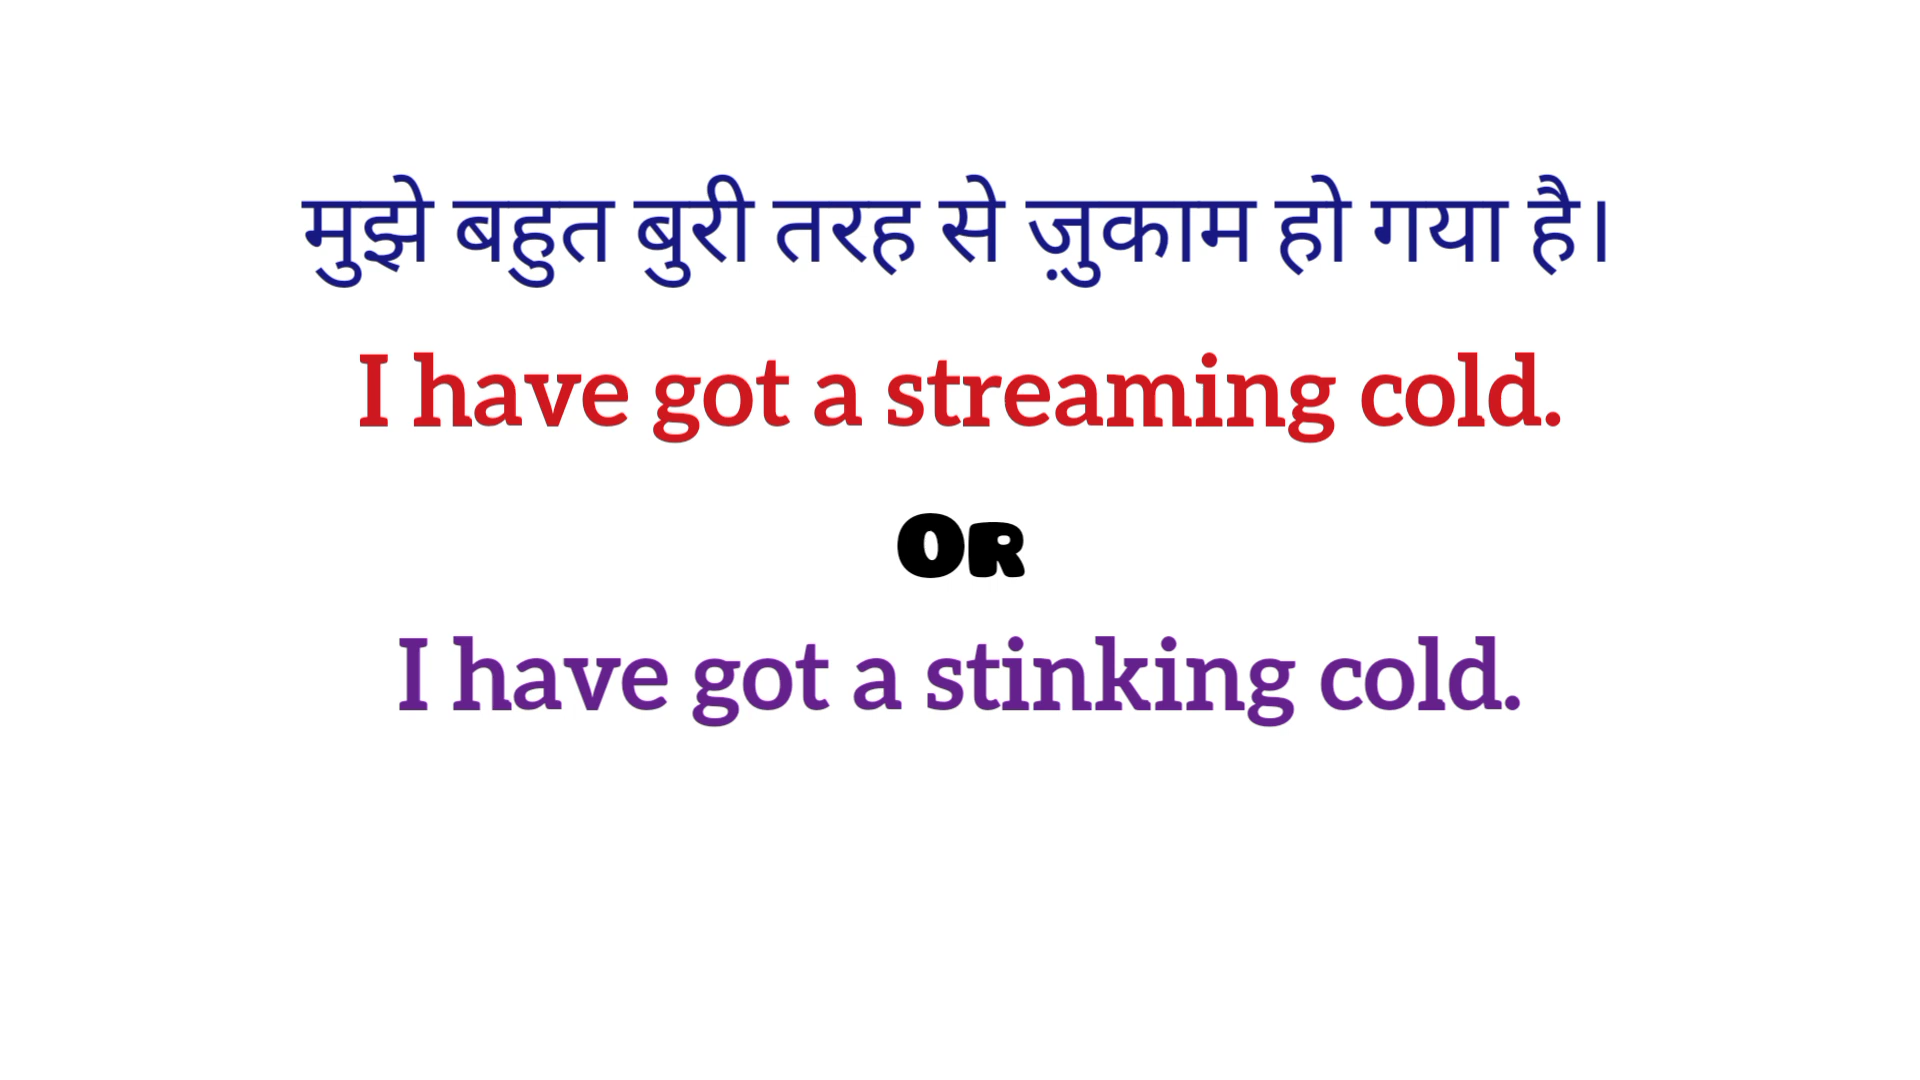 मुझे बहुत बुरी तरह से ज़ुकाम हो गया है।
I have got a streaming cold.
OR
I have got a stinking cold.